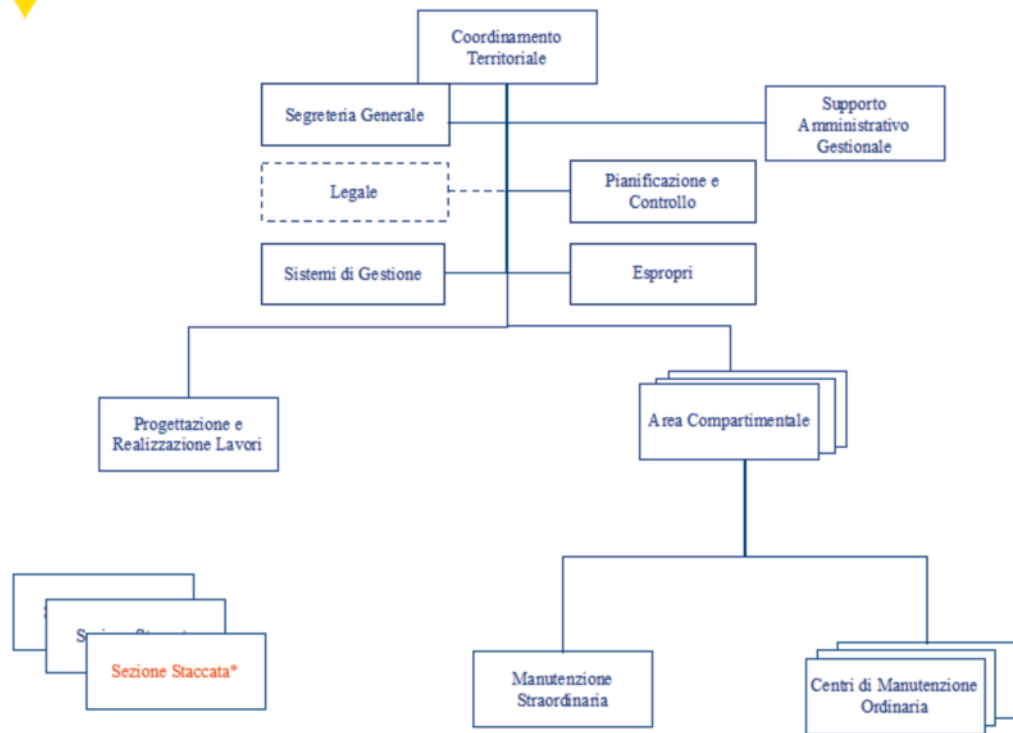 Coordinamento
Territoriale
Segreteria Generale
Supporto
Amministrativo
Gestionale
Legale
Pianificazione e
Controllo
Sistemi di Gestione
Espropri
Progettazione e
Realizzazione Lavori
Area Compartimentale
Sezione Staccata*
Manutenzione
Straordinaria
Centri di Manutenzione
Ordinaria